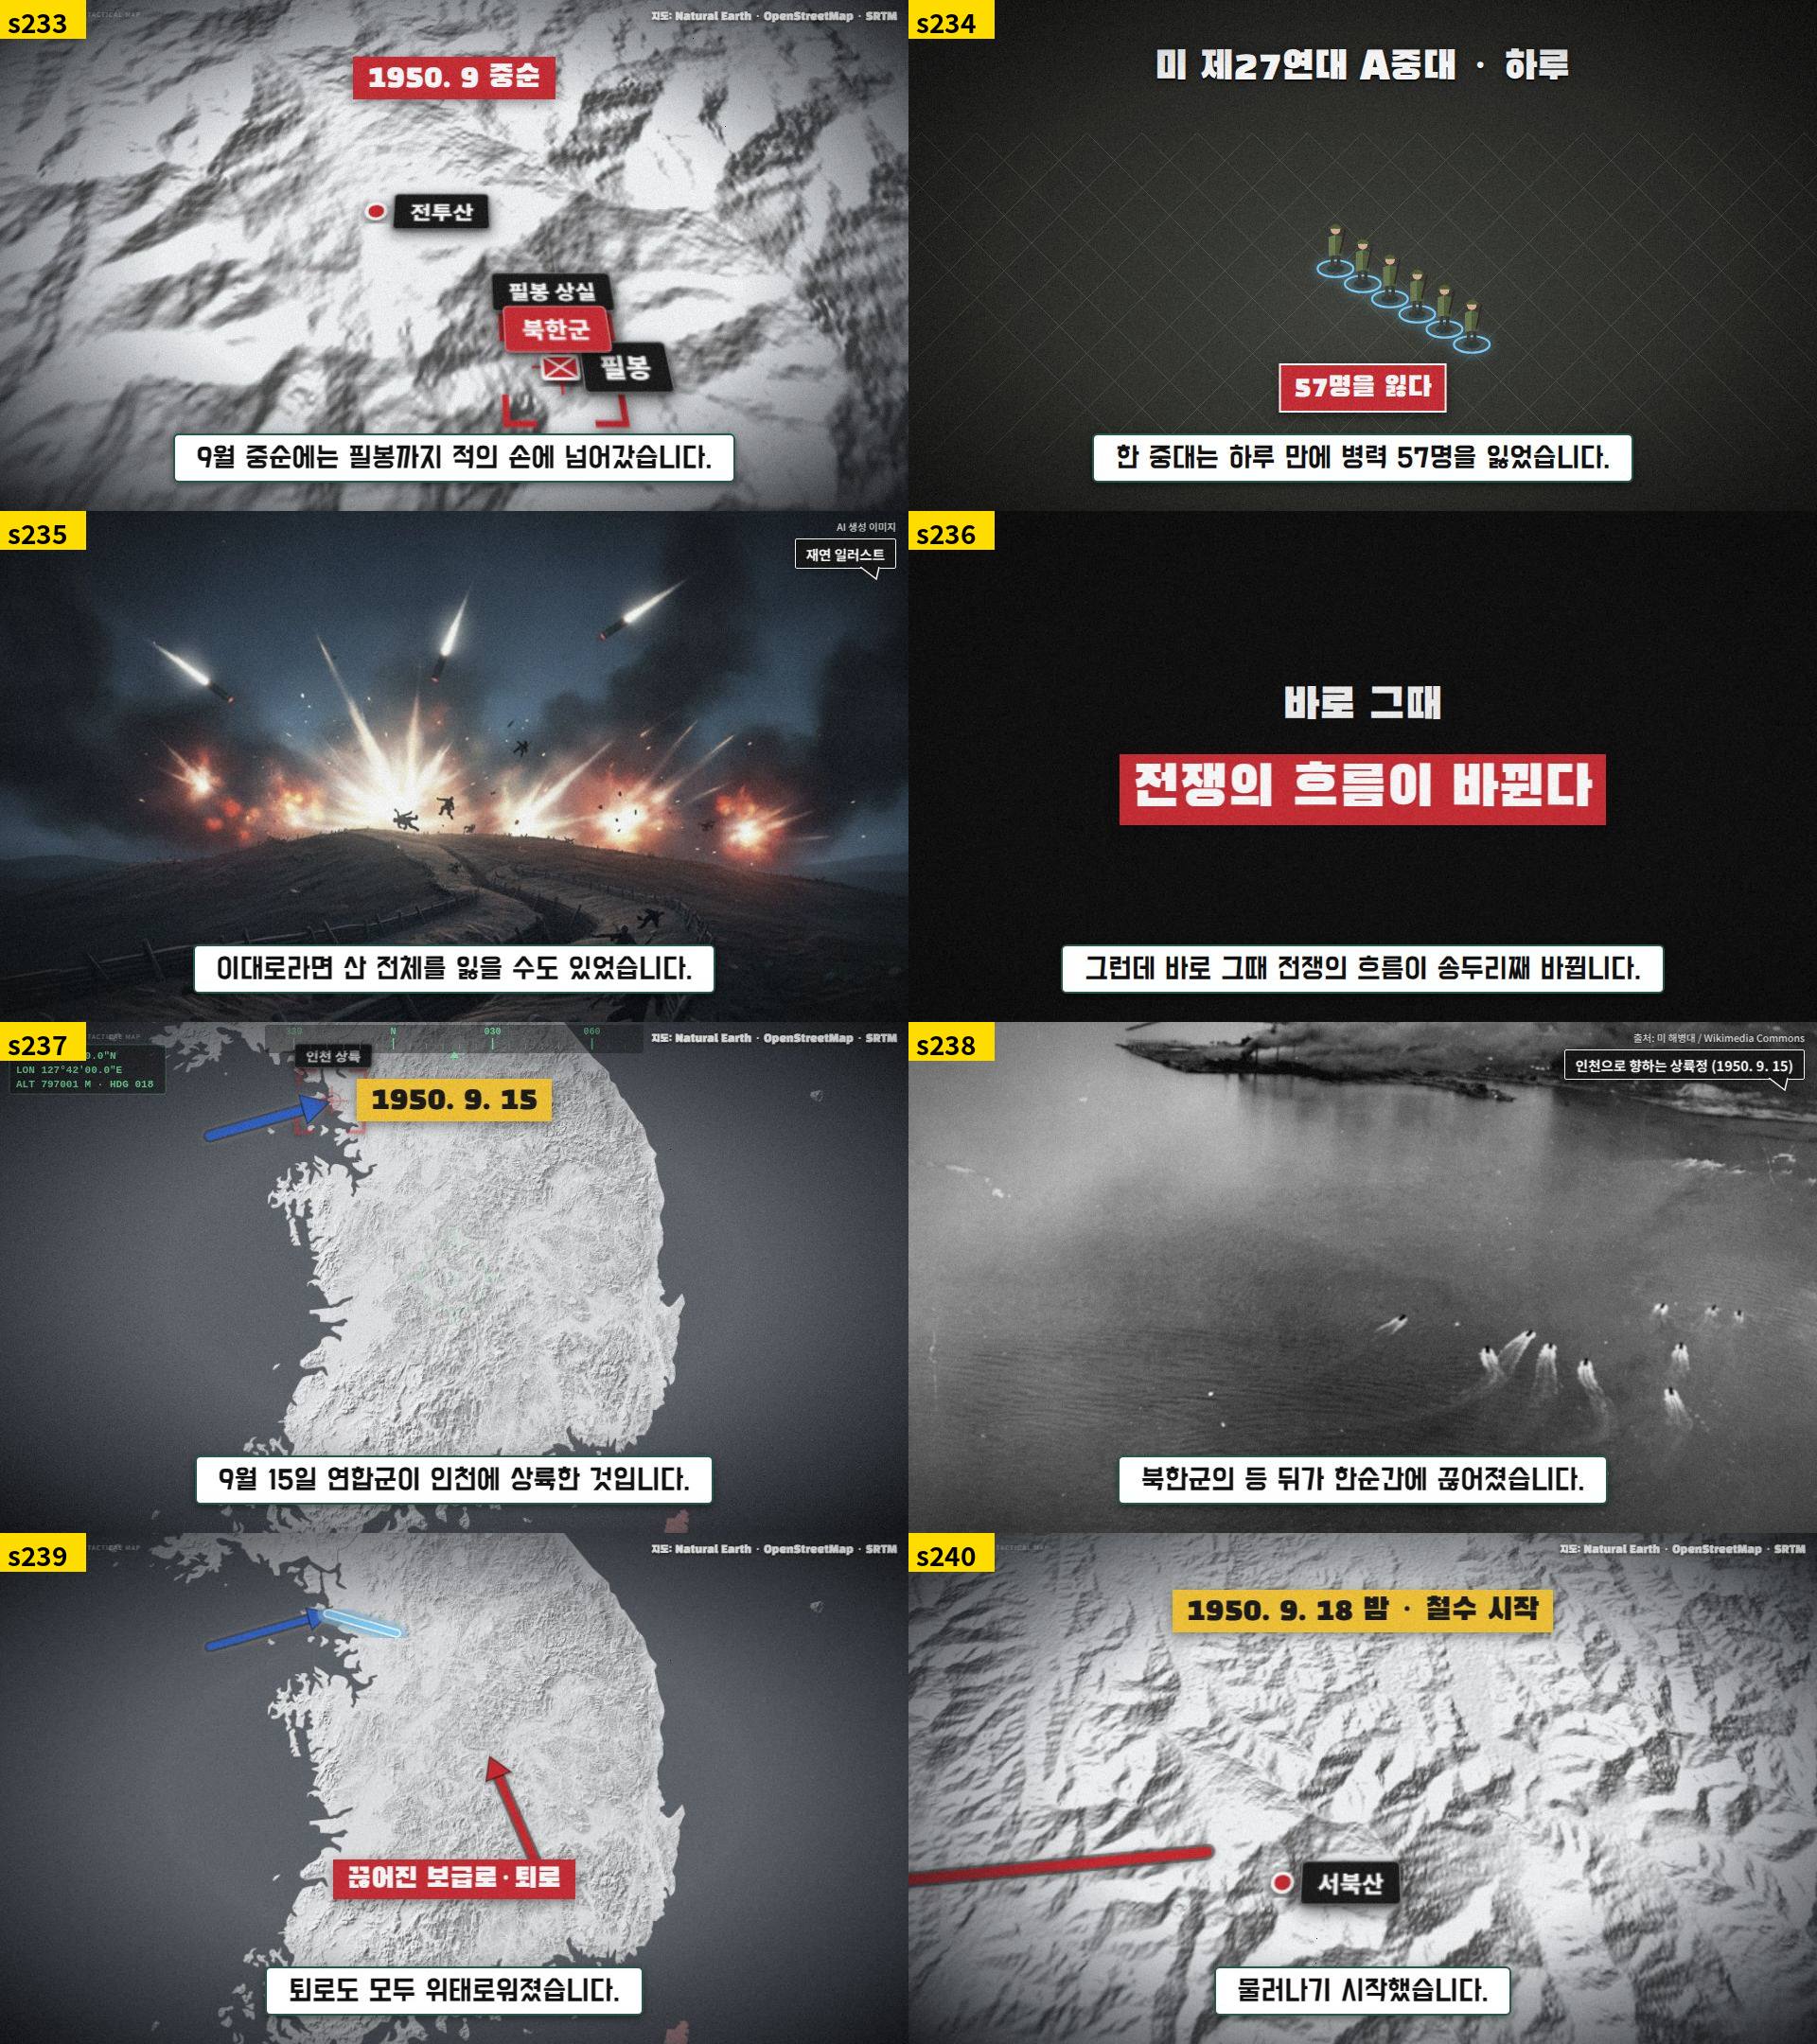 s233
TACTICAL MAP
지도: Natural Earth · OpenStreetMap · SRTM
1950. 9 중순
전투산
필봉 상실
북한군
필봉
9월 중순에는 필봉까지 적의 손에 넘어갔습니다.
s234
미 제27연대 A중대 · 하루
57명을 잃다
한 중대는 하루 만에 병력 57명을 잃었습니다.
s235
AI 생성 이미지
재연 일러스트
이대로라면 산 전체를 잃을 수도 있었습니다.
s236
바로 그때
전쟁의 흐름이 바뀐다
그런데 바로 그때 전쟁의 흐름이 송두리째 바뀝니다.
s237
TACTICAL MAP
330 N 030 060
지도: Natural Earth · OpenStreetMap · SRTM
0.0"N
LON 127°42'00.0"E
ALT 797001 M · HDG 018
인천 상륙
1950. 9. 15
9월 15일 연합군이 인천에 상륙한 것입니다.
s238
출처: 미 해병대 / Wikimedia Commons
인천으로 향하는 상륙정 (1950. 9. 15)
북한군의 등 뒤가 한순간에 끊어졌습니다.
s239
TACTICAL MAP
지도: Natural Earth · OpenStreetMap · SRTM
끊어진 보급로·퇴로
퇴로도 모두 위태로워졌습니다.
s240
TACTICAL MAP
지도: Natural Earth · OpenStreetMap · SRTM
1950. 9. 18 밤 · 철수 시작
서북산
물러나기 시작했습니다.